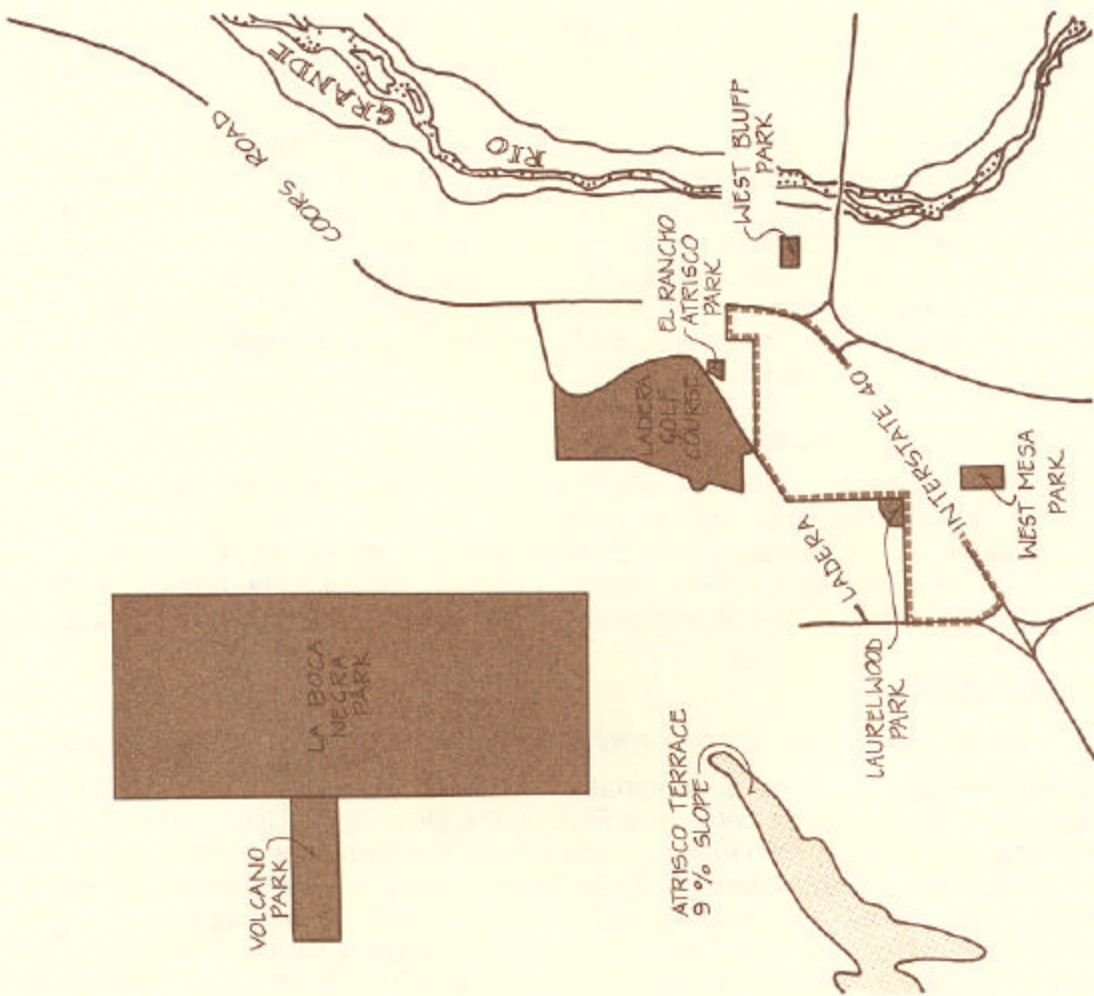 COORS ROAD
RIO
GRANDE
WEST BLUFF
PARK
EL RANCHO
ATRISCO
PARK
LADERA
GOLF
COURSE
INTERSTATE 40
WEST MESA
PARK
LADERA
LAURELWOOD
PARK
LA BOCA
NEGRA
PARK
VOLCANO
PARK
ATRISCO TERRACE
9% SLOPE